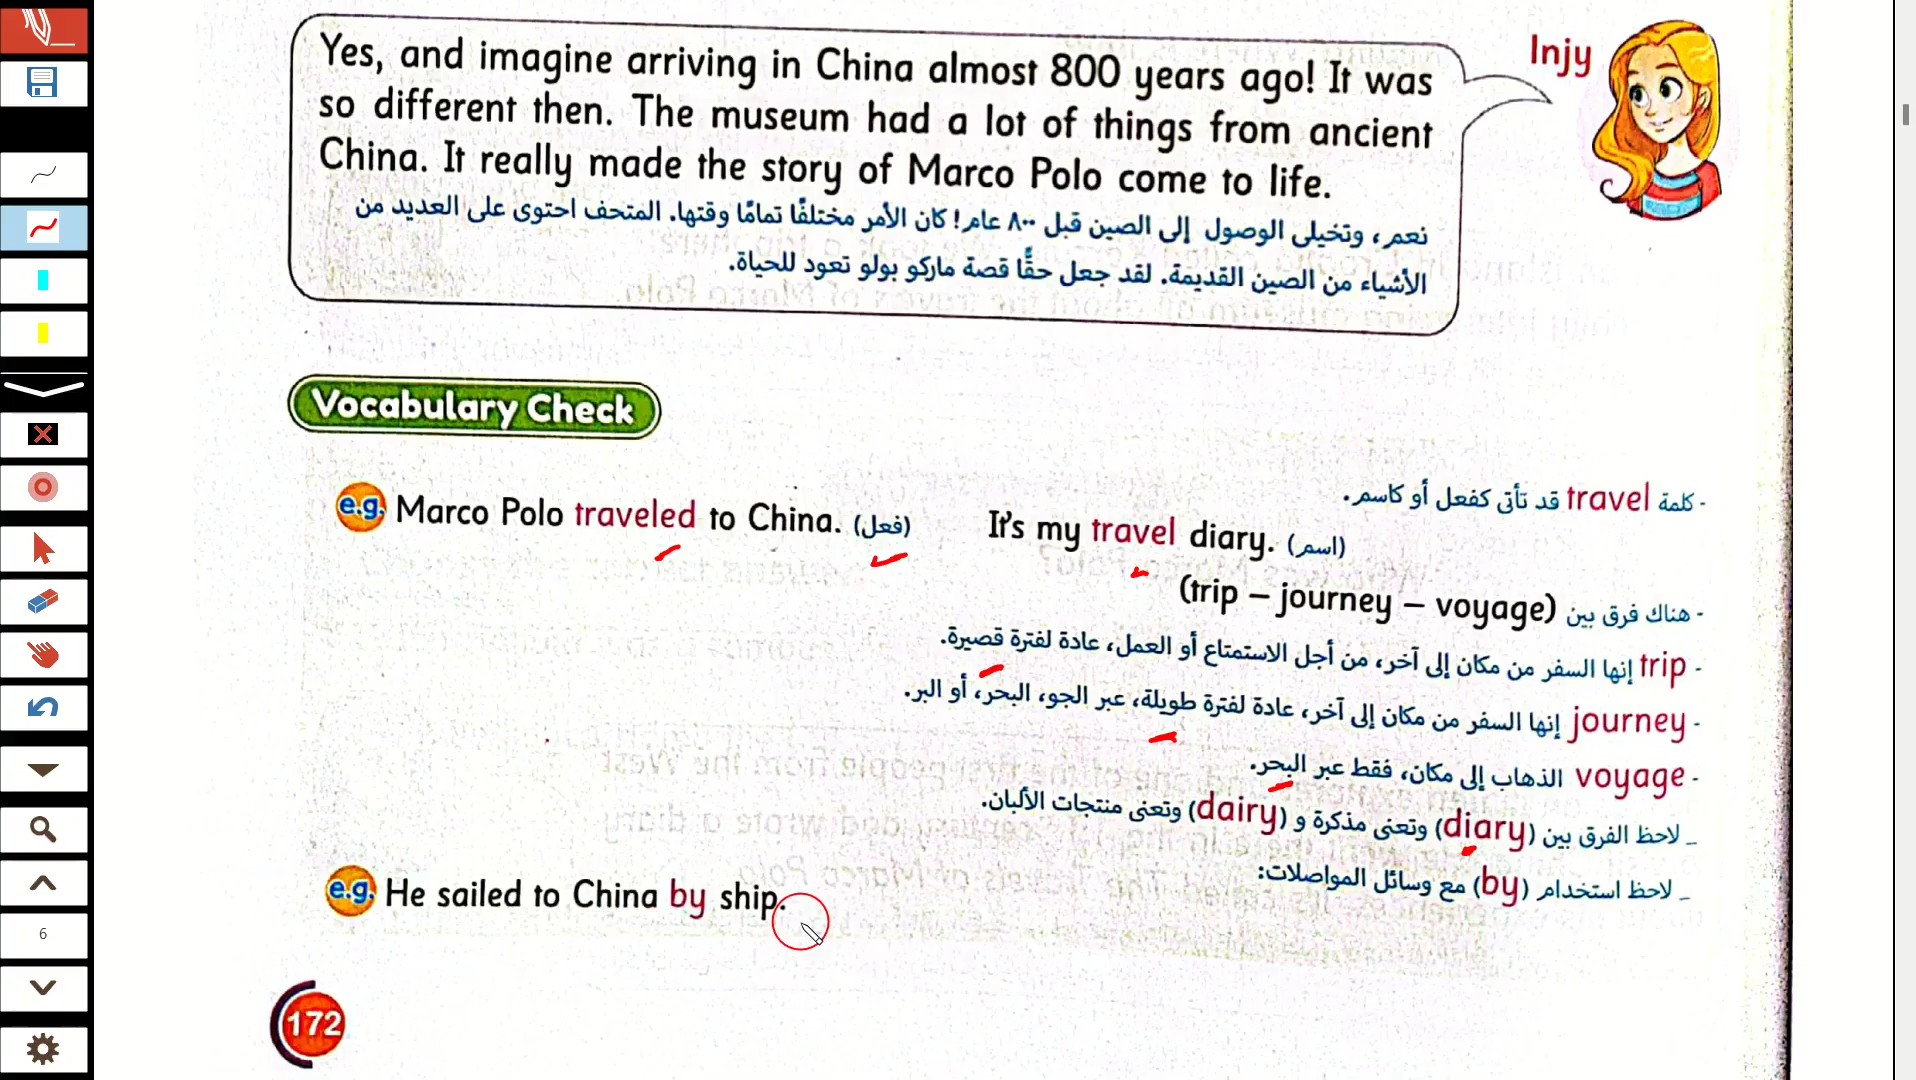 Injy
Yes, and imagine arriving in China almost 800 years ago! It was
so different then. The museum had a lot of things from ancient
China. It really made the story of Marco Polo come to life.
نعم، وتخيلى الوصول إلى الصين قبل ٨٠٠ عام! كان الأمر مختلفًا تمامًا وقتها. المتحف احتوى على العديد من
الأشياء من الصين القديمة. لقد جعل حقًّا قصة ماركو بولو تعود للحياة.
Vocabulary Check
- كلمة travel قد تأتى كفعل أو كاسم.
e.g. Marco Polo traveled to China. (فعل) It's my travel diary. (اسم)
- هناك فرق بين (trip – journey – voyage)
- trip إنها السفر من مكان إلى آخر، من أجل الاستمتاع أو العمل، عادة لفترة قصيرة.
- journey إنها السفر من مكان إلى آخر، عادة لفترة طويلة، عبر الجو، البحر، أو البر.
- voyage الذهاب إلى مكان، فقط عبر البحر.
_ لاحظ الفرق بين (diary) وتعنى مذكرة و (dairy) وتعنى منتجات الألبان.
_ لاحظ استخدام (by) مع وسائل المواصلات:
e.g. He sailed to China by ship.
172
6